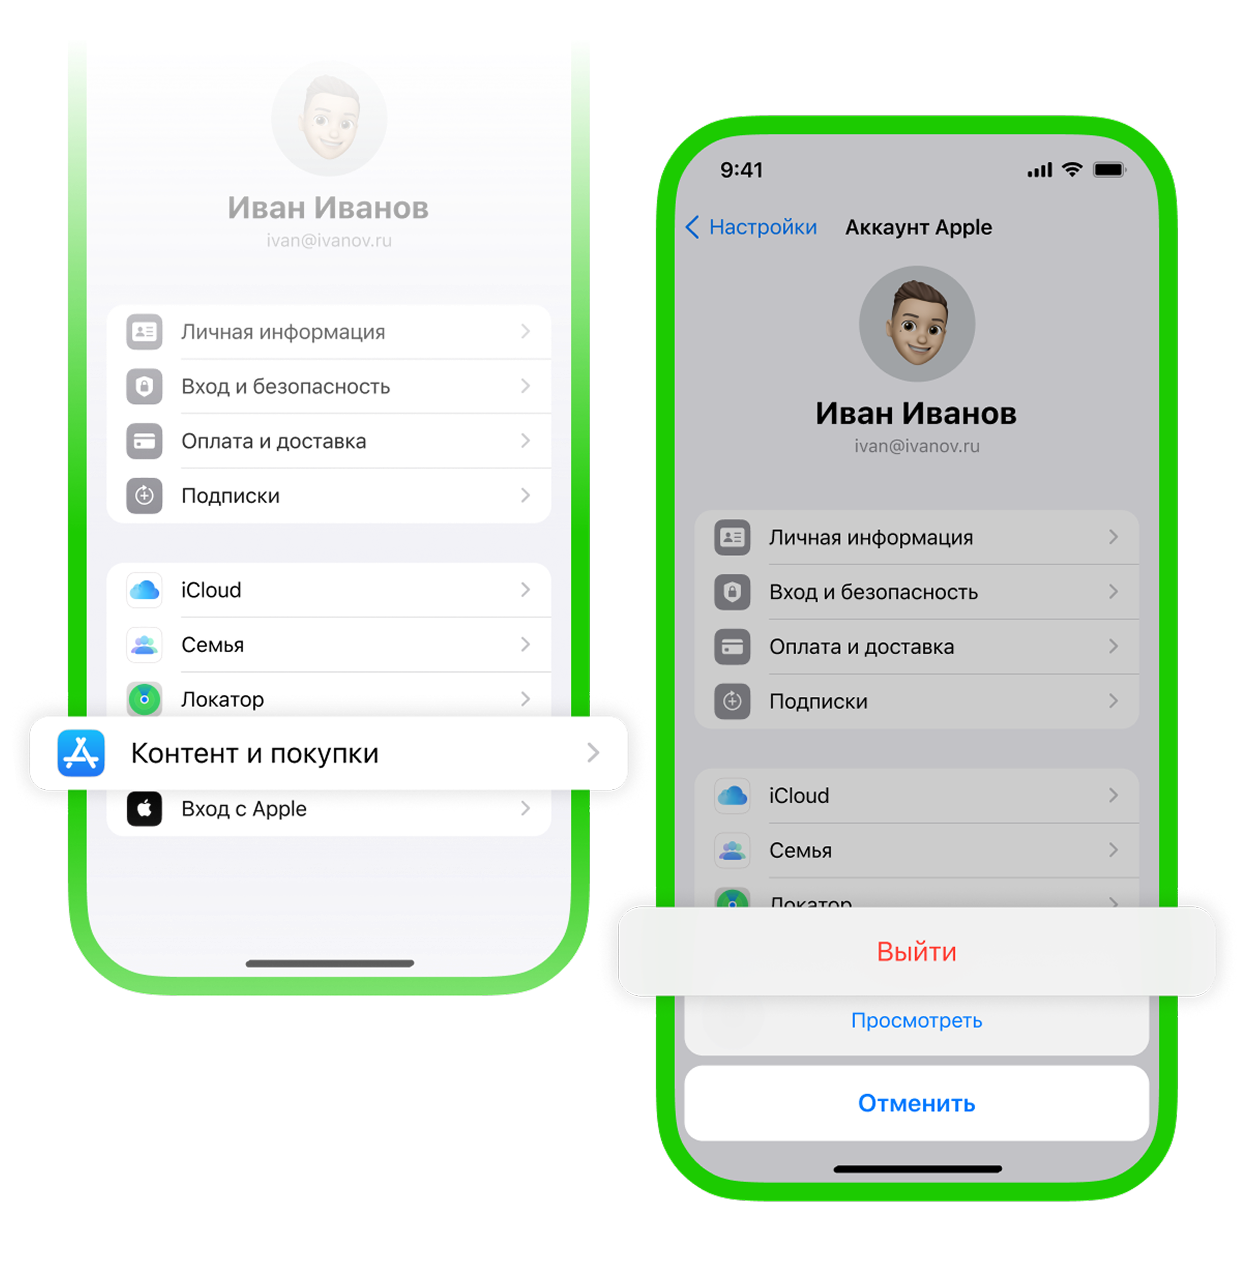 Иван Иванов
ivan@ivanov.ru
Личная информация
Вход и безопасность
Оплата и доставка
Подписки
iCloud
Семья
Локатор
Контент и покупки
Вход с Apple
9:41
Настройки
Аккаунт Apple
Иван Иванов
ivan@ivanov.ru
Личная информация
Вход и безопасность
Оплата и доставка
Подписки
iCloud
Семья
Локатор
Выйти
Просмотреть
Отменить